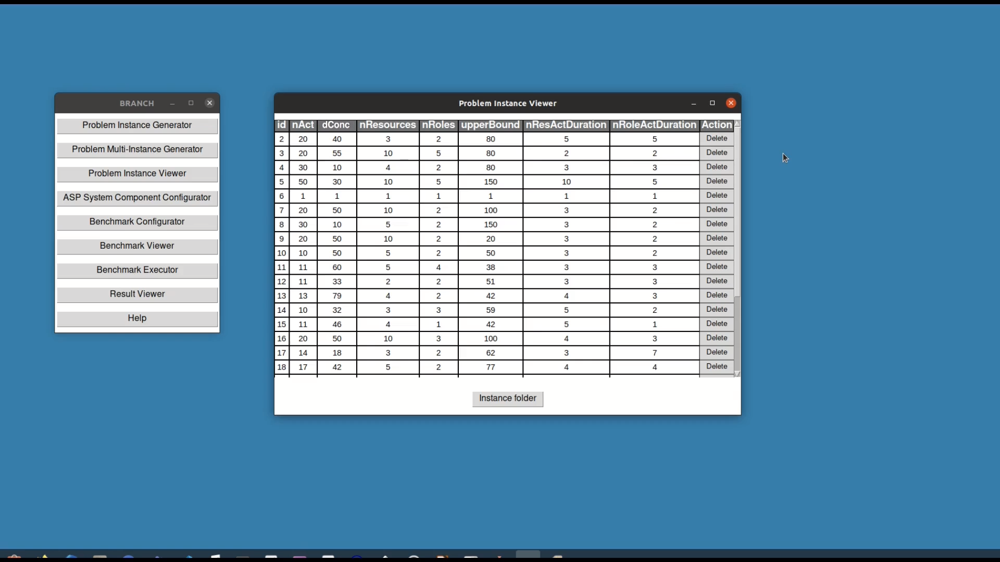 BRANCH
Problem Instance Generator
Problem Multi-Instance Generator
Problem Instance Viewer
ASP System Component Configurator
Benchmark Configurator
Benchmark Viewer
Benchmark Executor
Result Viewer
Help
Problem Instance Viewer
id nAct dConc nResources nRoles upperBound nResActDuration nRoleActDuration Action
2 20 40 3 2 80 5 5 Delete
3 20 55 10 5 80 2 2 Delete
4 30 10 4 2 80 3 3 Delete
5 50 30 10 5 150 10 5 Delete
6 1 1 1 1 1 1 1 Delete
7 20 50 10 2 100 3 2 Delete
8 30 10 5 2 150 3 2 Delete
9 20 50 10 2 20 3 2 Delete
10 10 50 5 2 50 3 2 Delete
11 11 60 5 4 38 3 3 Delete
12 11 33 2 2 51 3 3 Delete
13 13 79 4 2 42 4 3 Delete
14 10 32 3 3 59 5 2 Delete
15 11 46 4 1 42 5 1 Delete
16 20 50 10 3 100 4 3 Delete
17 14 18 3 2 62 3 7 Delete
18 17 42 5 2 77 4 4 Delete
Instance folder